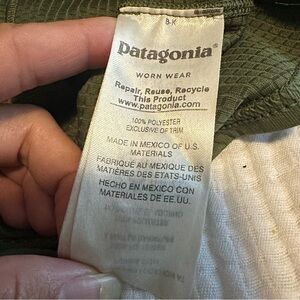 B-K
patagonia®
WORN WEAR
Repair, Reuse, Recycle
This Product
www.patagonia.com
100% POLYESTER
EXCLUSIVE OF TRIM
MADE IN MEXICO OF U.S.
MATERIALS
FABRIQUÉ AU MEXIQUE DES
MATIÈRES DES ETATS-UNIS
HECHO EN MÉXICO CON
MATERIALES DE EE.UU.